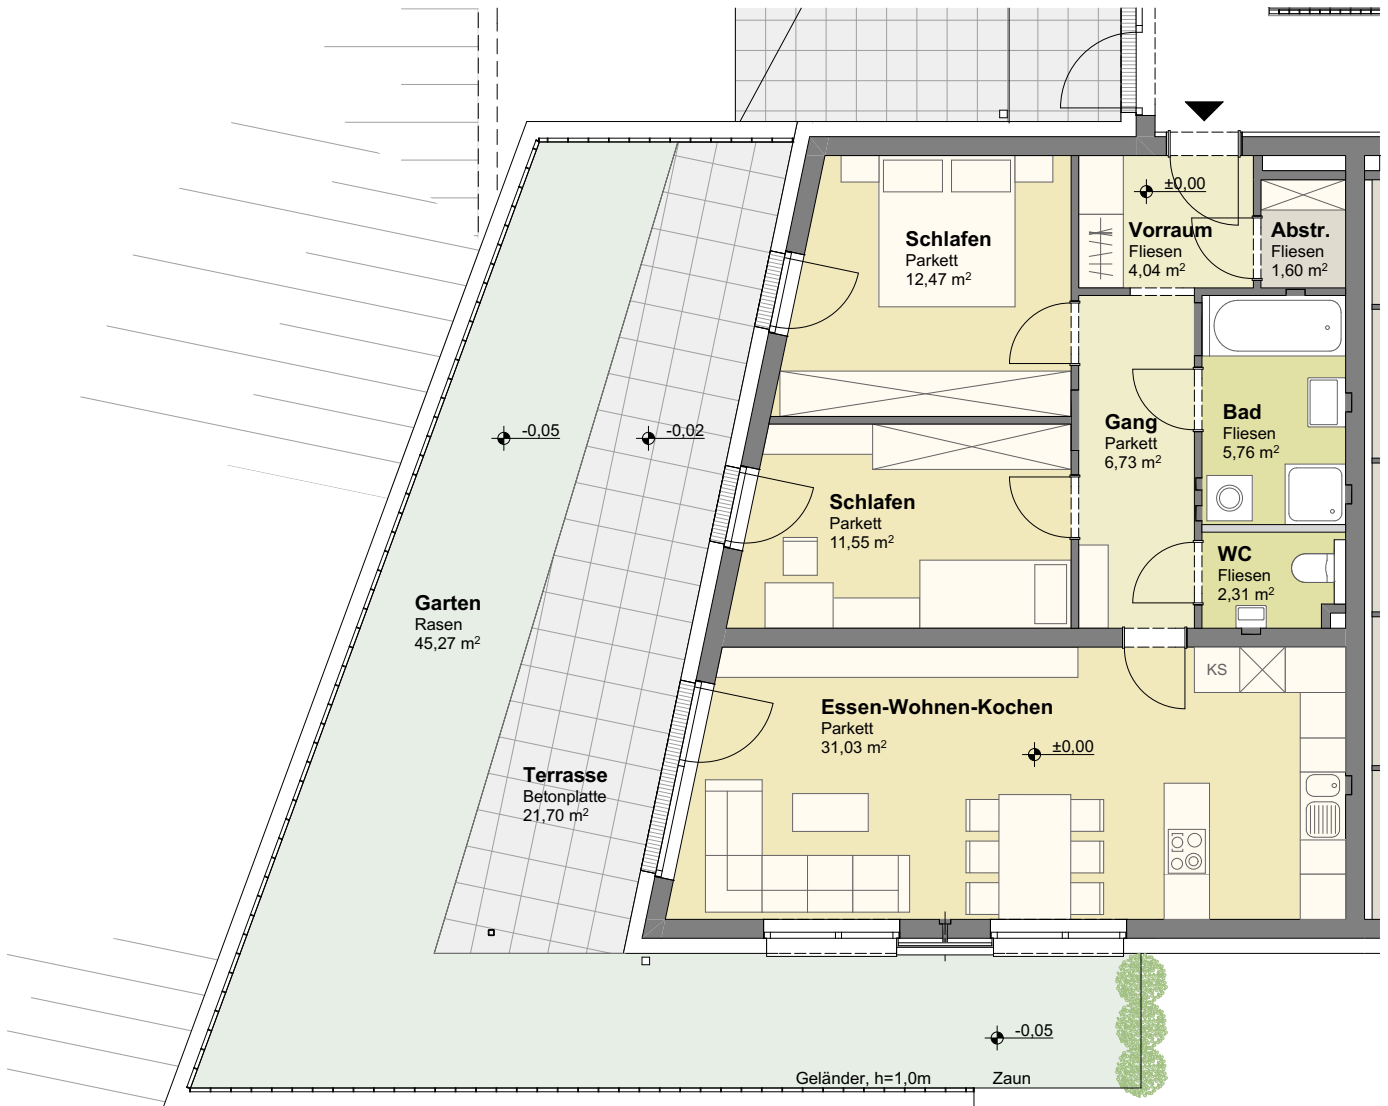 ±0,00
Schlafen
Parkett
12,47 m²
Vorraum
Fliesen
4,04 m²
Abstr.
Fliesen
1,60 m²
-0,05
-0,02
Gang
Parkett
6,73 m²
Bad
Fliesen
5,76 m²
Schlafen
Parkett
11,55 m²
WC
Fliesen
2,31 m²
Garten
Rasen
45,27 m²
KS
Essen-Wohnen-Kochen
Parkett
31,03 m²
±0,00
Terrasse
Betonplatte
21,70 m²
-0,05
Geländer, h=1,0m
Zaun